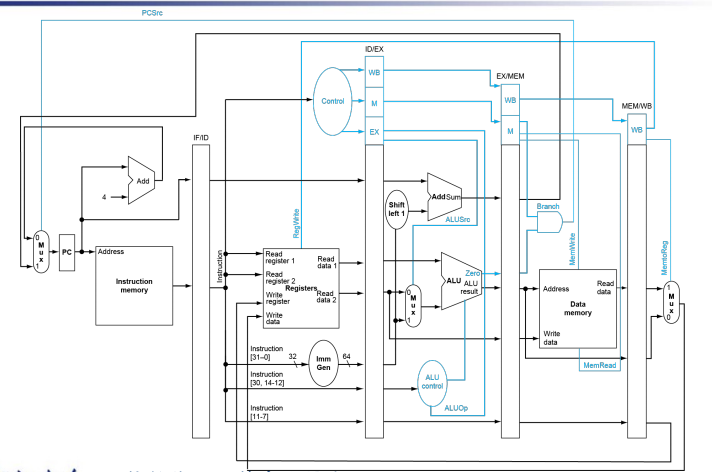 PCSrc
ID/EX
WB
EX/MEM
Control
M
WB
MEM/WB
EX
M
WB
IF/ID
Add
4
Add Sum
Shift
left 1
Branch
ALUSrc
RegWrite
MemWrite
MemtoReg
0
M
u
x
1
PC
Address
Instruction
memory
Instruction
Read
register 1
Read
register 2
Registers
Write
register
Write
data
Read
data 1
Read
data 2
0
M
u
x
1
Zero
ALU
ALU
result
Address
Read
data
Data
memory
Write
data
1
M
u
x
0
MemRead
Instruction
[31–0]
32
Imm
Gen
64
Instruction
[30, 14-12]
ALU
control
Instruction
[11-7]
ALUOp